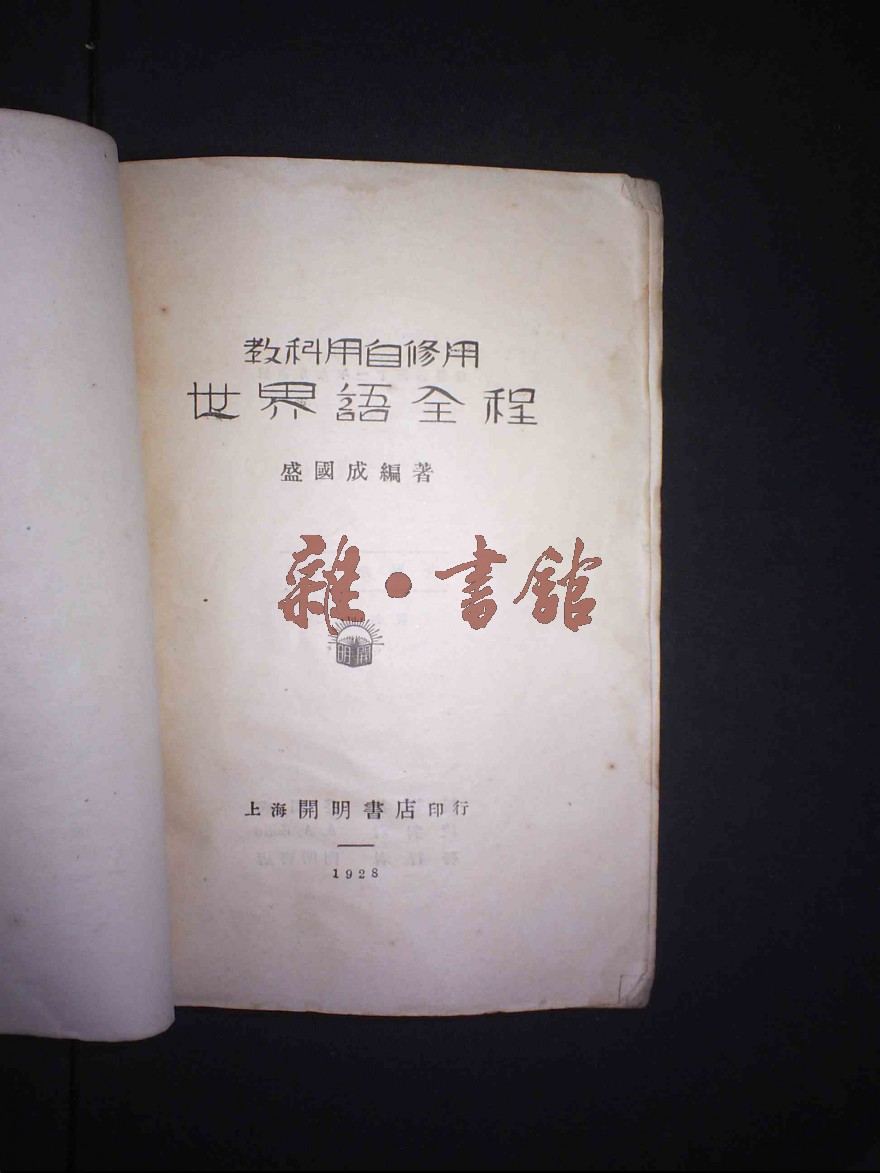 教科用自修用
世界語全程
盛國成編著
雜·書舘
明開
上海開明書店印行
1928